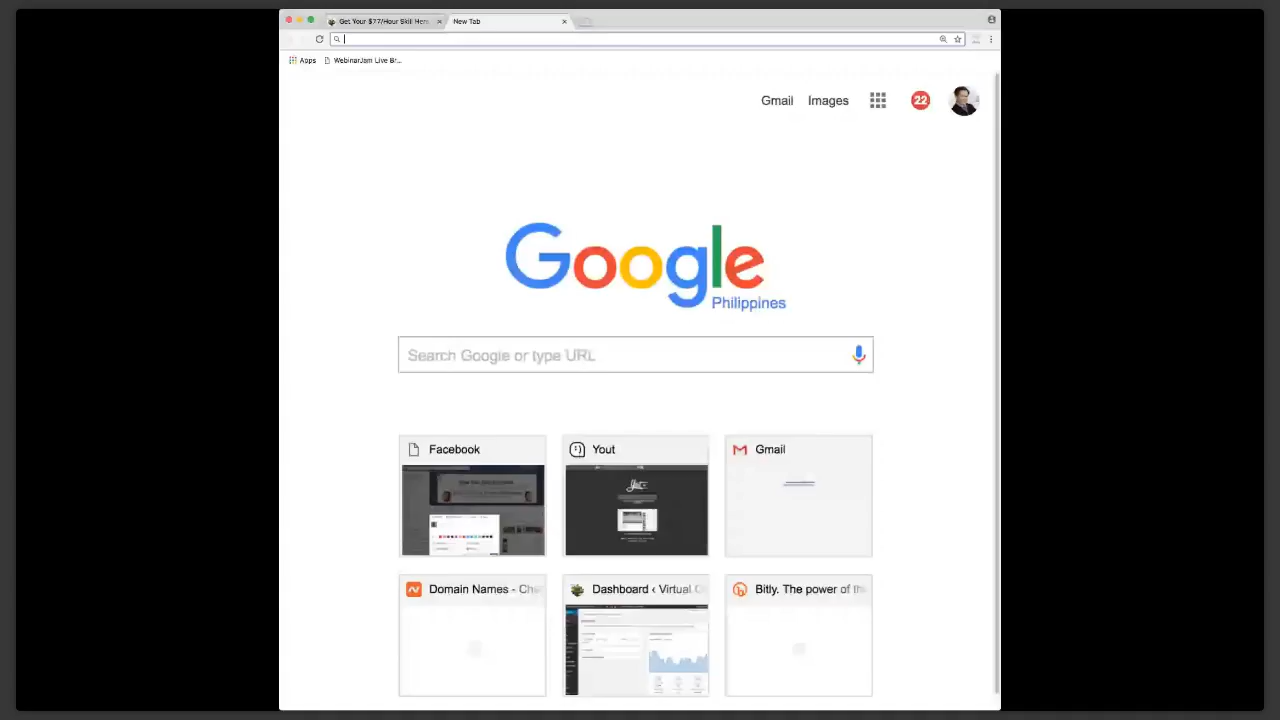 Get Your $77/Hour Skill Here
New Tab
Apps
WebinarJam Live Br...
Gmail
Images
22
Google
Philippines
Search Google or type URL
Facebook
Yout
Gmail
Domain Names - Che
Dashboard ‹ Virtual
Bitly. The power of the